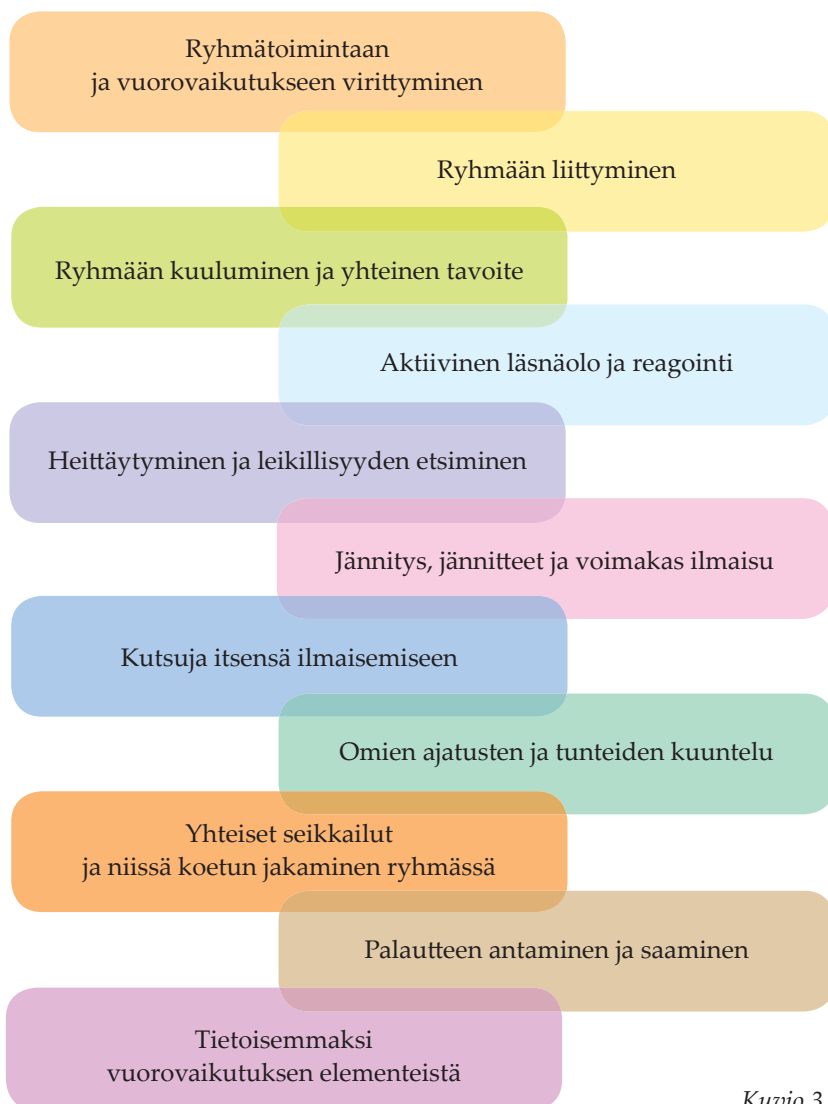 Ryhmätoimintaan
ja vuorovaikutukseen virittyminen
Ryhmään liittyminen
Ryhmään kuuluminen ja yhteinen tavoite
Aktiivinen läsnäolo ja reagointi
Heittäytyminen ja leikillisyyden etsiminen
Jännitys, jännitteet ja voimakas ilmaisu
Kutsuja itsensä ilmaisemiseen
Omien ajatusten ja tunteiden kuuntelu
Yhteiset seikkailut
ja niissä koetun jakaminen ryhmässä
Palautteen antaminen ja saaminen
Tietoisemmaksi
vuorovaikutuksen elementeistä
Kuvio 3